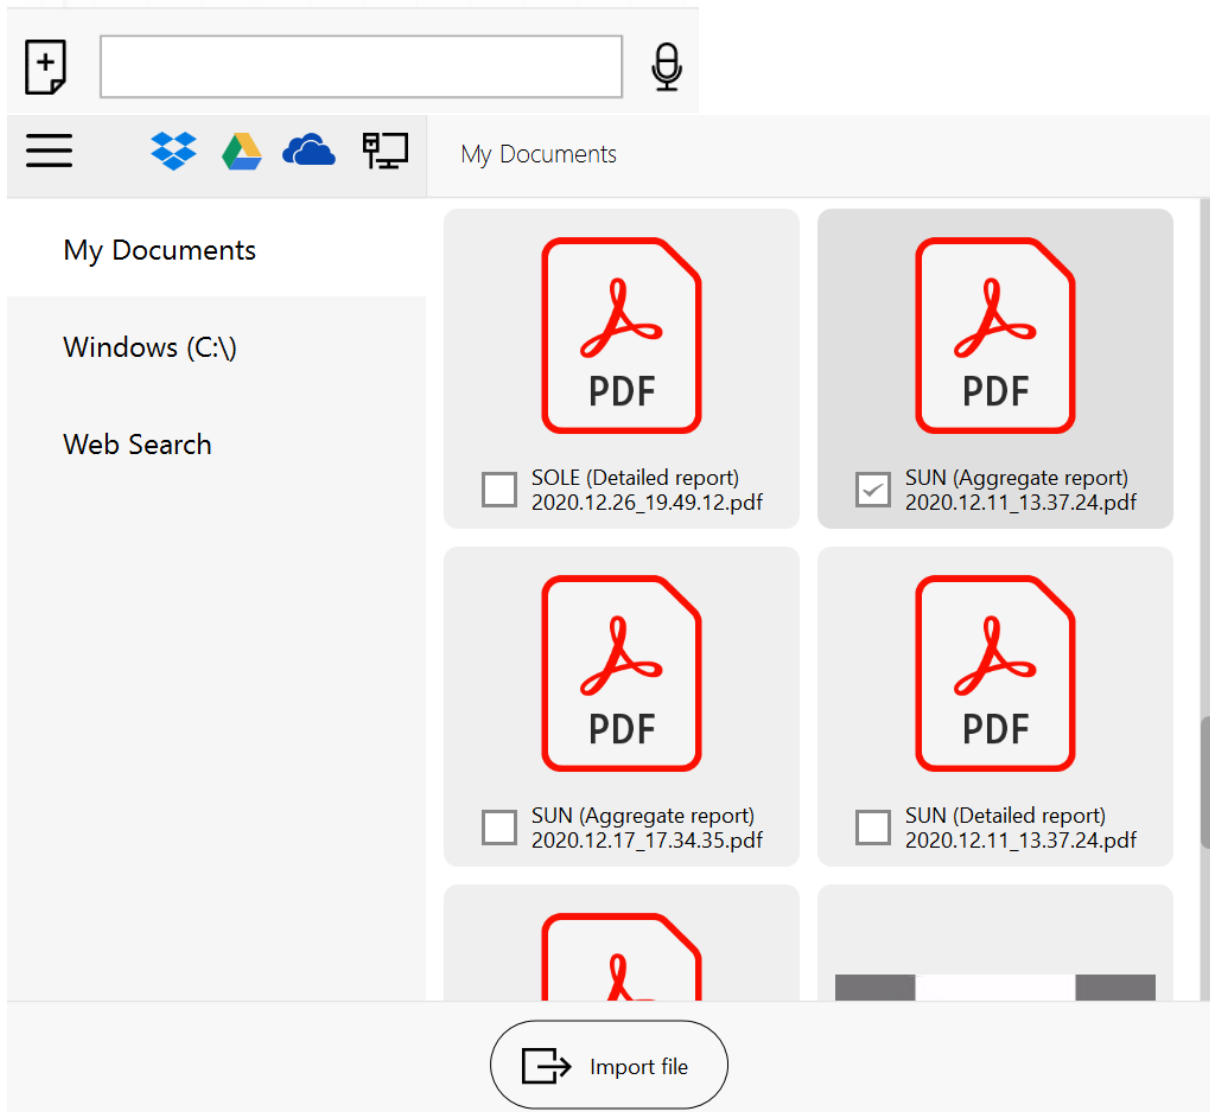 My Documents
My Documents
Windows (C:\)
Web Search
PDF
SOLE (Detailed report)
2020.12.26_19.49.12.pdf
PDF
SUN (Aggregate report)
2020.12.11_13.37.24.pdf
PDF
SUN (Aggregate report)
2020.12.17_17.34.35.pdf
PDF
SUN (Detailed report)
2020.12.11_13.37.24.pdf
Import file